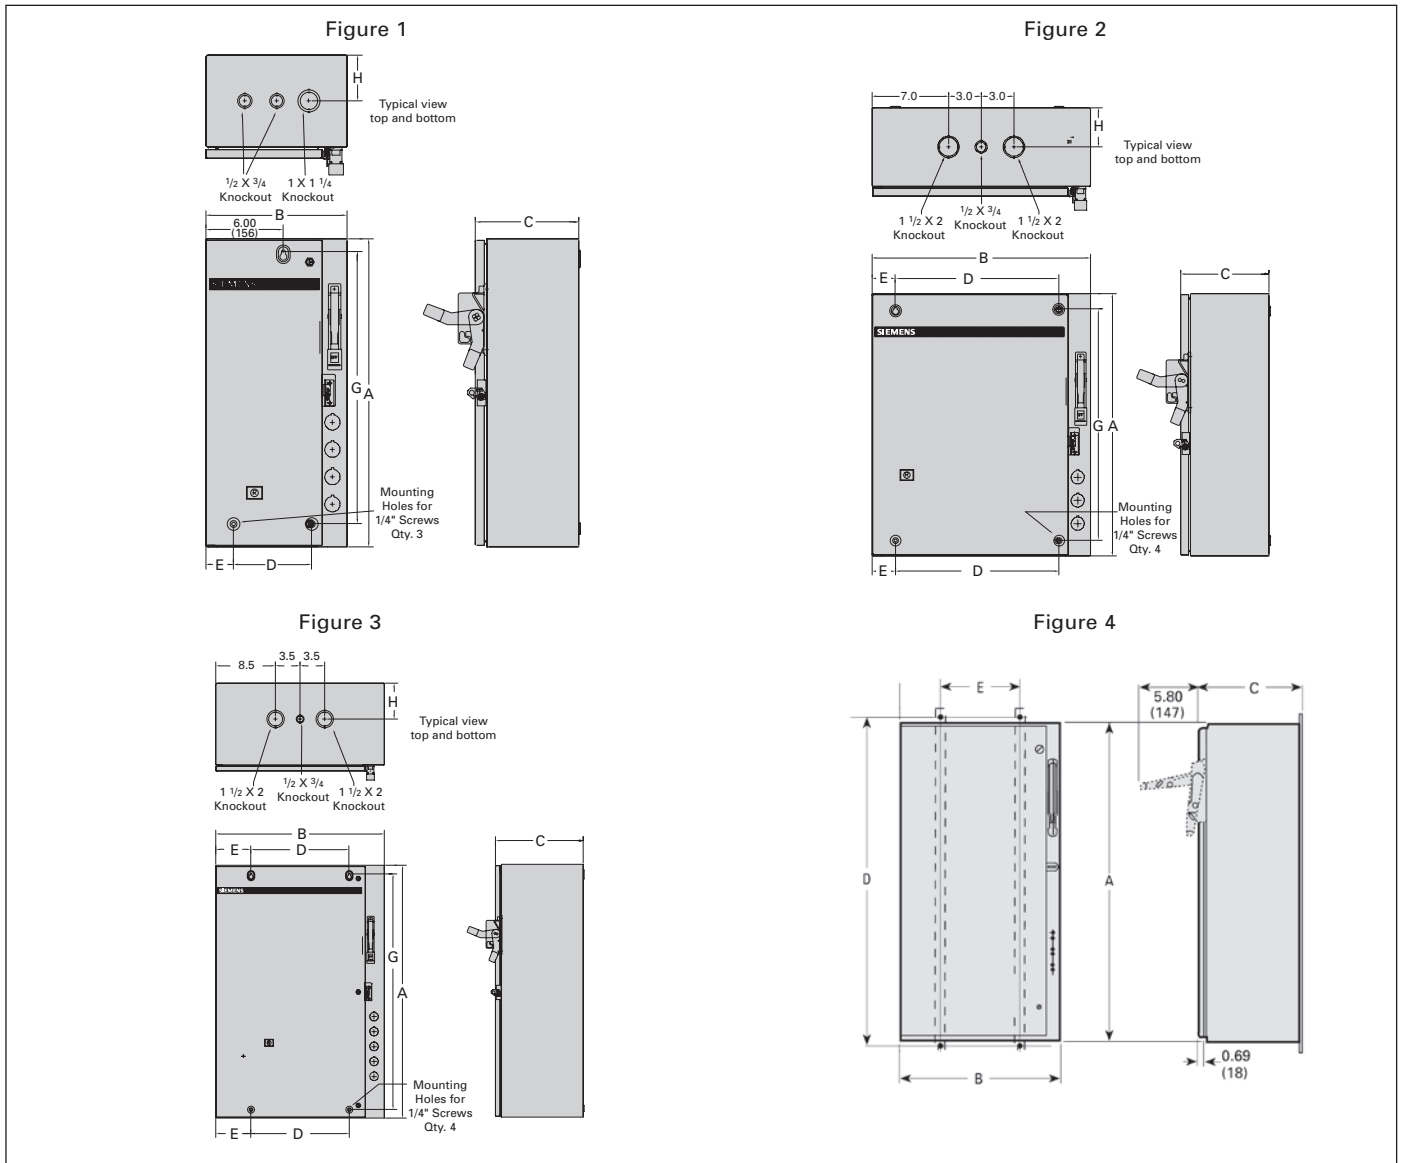 Figure 1
H
Typical view
top and bottom
1/2 X 3/4
Knockout
1 X 1 1/4
Knockout
B
6.00
(156)
C
SIEMENS
G
A
Mounting
Holes for
1/4" Screws
Qty. 3
E
D
Figure 2
7.0
3.0
3.0
H
Typical view
top and bottom
1 1/2 X 2
Knockout
1/2 X 3/4
Knockout
1 1/2 X 2
Knockout
B
E
D
C
SIEMENS
G
A
Mounting
Holes for
1/4" Screws
Qty. 4
E
D
Figure 3
8.5
3.5
3.5
H
Typical view
top and bottom
1 1/2 X 2
Knockout
1/2 X 3/4
Knockout
1 1/2 X 2
Knockout
B
E
D
C
SIEMENS
G
A
Mounting
Holes for
1/4" Screws
Qty. 4
E
D
Figure 4
E
5.80
(147)
C
D
A
B
0.69
(18)